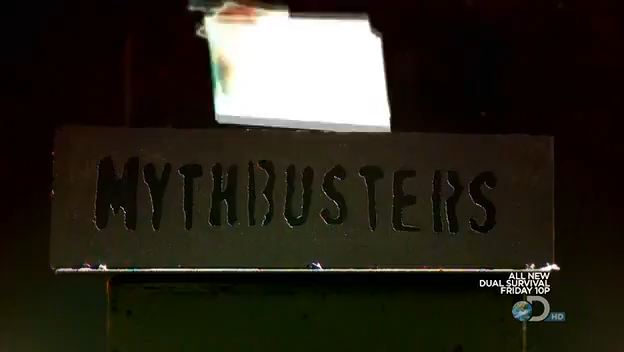 MYTHBUSTERS
ALL NEW
DUAL SURVIVAL
FRIDAY 10P
D HD